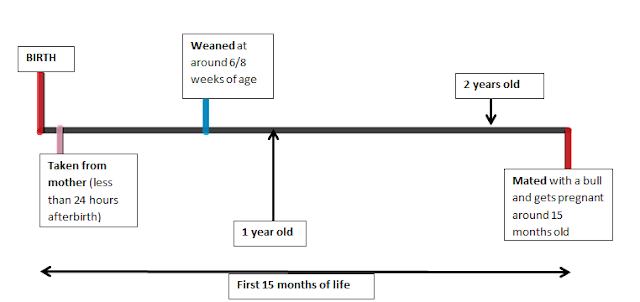 BIRTH
Weaned at
around 6/8
weeks of age
2 years old
Taken from
mother (less
than 24 hours
afterbirth)
1 year old
Mated with a bull
and gets pregnant
around 15
months old
First 15 months of life